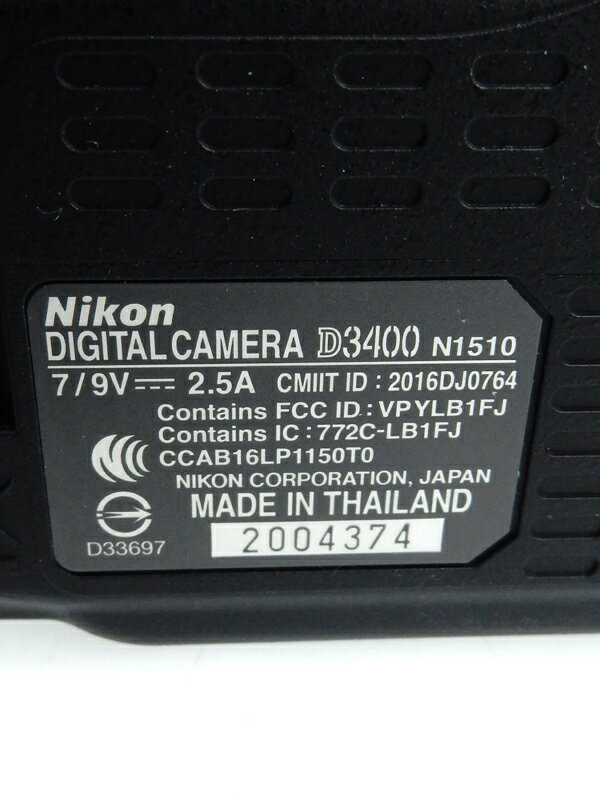 Nikon
DIGITAL CAMERA D3400 N1510
7/9V 2.5A CMIIT ID : 2016DJ0764
Contains FCC ID : VPYLB1FJ
Contains IC : 772C-LB1FJ
CCAB16LP1150T0
NIKON CORPORATION, JAPAN
MADE IN THAILAND
D33697
2004374